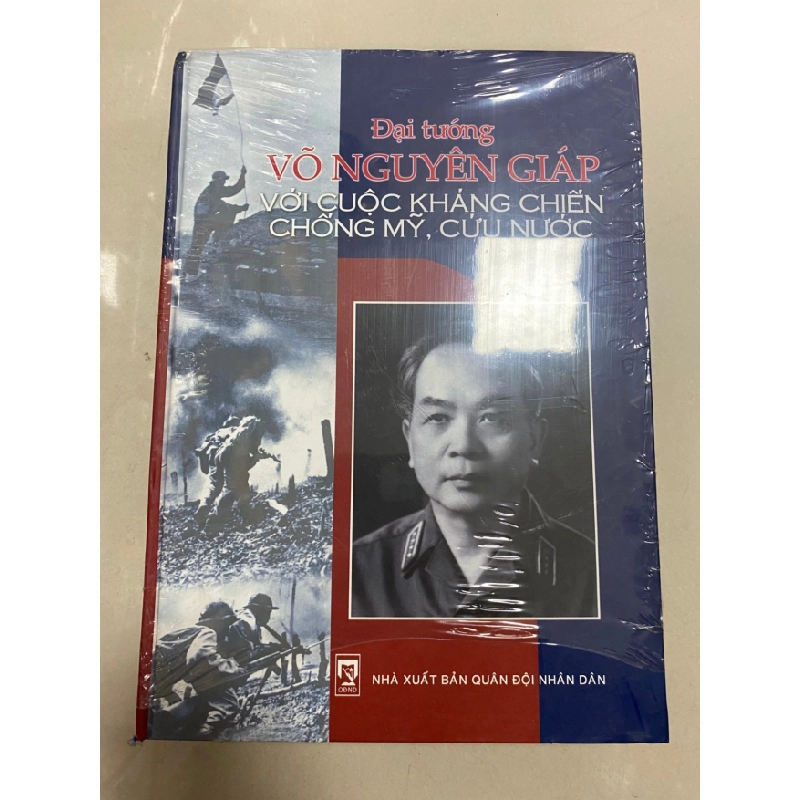 Đại tướng
VÕ NGUYÊN GIÁP
VỚI CUỘC KHÁNG CHIẾN
CHỐNG MỸ, CỨU NƯỚC
QĐND
NHÀ XUẤT BẢN QUÂN ĐỘI NHÂN DÂN